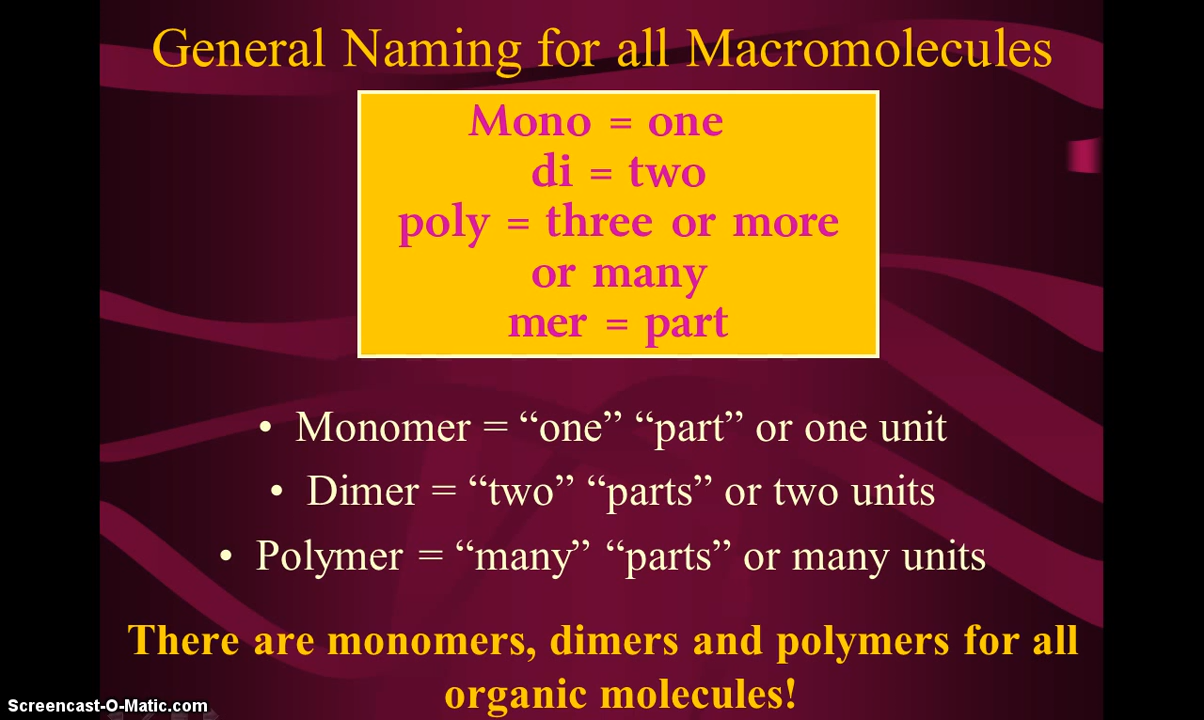 General Naming for all Macromolecules
Mono = one
di = two
poly = three or more
or many
mer = part
• Monomer = “one” “part” or one unit
• Dimer = “two” “parts” or two units
• Polymer = “many” “parts” or many units
There are monomers, dimers and polymers for all
organic molecules!
Screencast-O-Matic.com